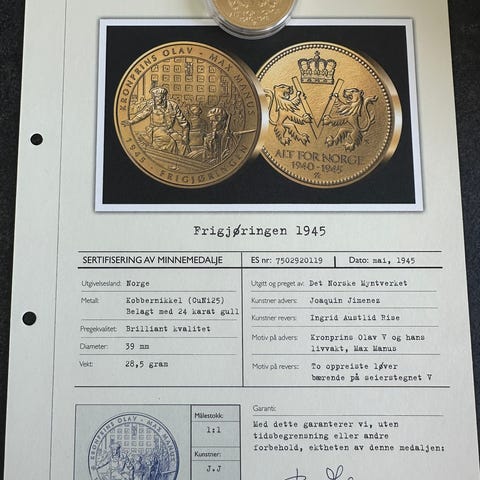 KRONPRINS OLAV - MAX MANUS
1945 - FRIGJØRINGEN
ALT FOR NORGE
1940-1945
Frigjøringen 1945
SERTIFISERING AV MINNEMEDALJE
ES nr: 7502920119
Dato: mai, 1945
Utgivelsesland: Norge
Metall: Kobbernikkel (CuNi25)
Belagt med 24 karat gull
Pregekvalitet: Brilliant kvalitet
Diameter: 39 mm
Vekt: 28,5 gram
Utgitt og preget av: Det Norske Myntverket
Kunstner advers: Joaquin Jimenez
Kunstner revers: Ingrid Austlid Rise
Motiv på advers: Kronprins Olav V og hans
livvakt, Max Manus
Motiv på revers: To oppreiste løver
bærende på seierstegnet V
KRONPRINS OLAV - MAX MANUS
Målestokk:
1:1
Kunstner:
J.J
Garanti:
Med dette garanterer vi, uten
tidsbegrensning eller andre
forbehold, ektheten av denne medaljen: